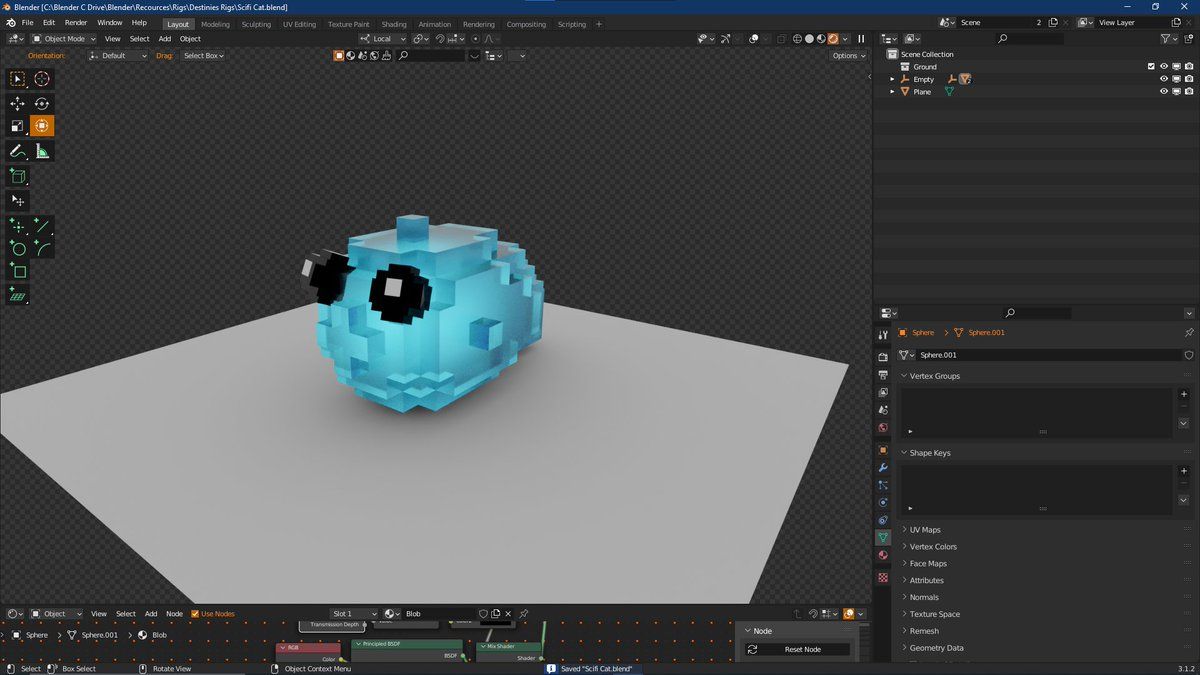 Blender [C:\Blender C Drive\Blender\Recources\Rigs\Destinies Rigs\Scifi Cat.blend]
File Edit Render Window Help Layout Modeling Sculpting UV Editing Texture Paint Shading Animation Rendering Compositing Scripting + Scene 2 View Layer
Object Mode View Select Add Object Local
Orientation: Default Drag: Select Box Options
Scene Collection
Ground
Empty
Plane
Sphere > Sphere.001
Sphere.001
Vertex Groups
Shape Keys
UV Maps
Vertex Colors
Face Maps
Attributes
Normals
Texture Space
Remesh
Geometry Data
Object View Select Add Node Use Nodes Slot 1 Blob
Transmission Depth
Sphere > Sphere.001 > Blob
Node
RGB
Color
Principled BSDF
BSDF
Mix Shader
Shader
Reset Node
Select Box Select Rotate View Object Context Menu Saved "Scifi Cat.blend" 3.1.2